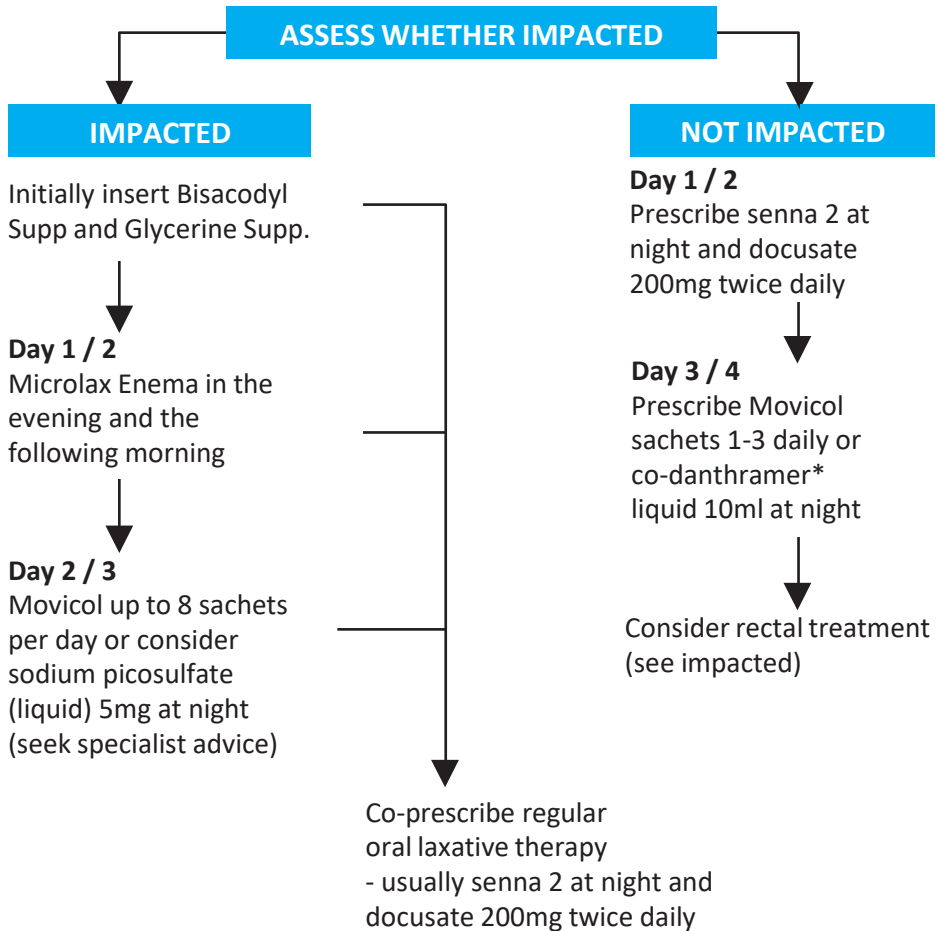 ASSESS WHETHER IMPACTED
IMPACTED
Initially insert Bisacodyl
Supp and Glycerine Supp.
Day 1 / 2
Microlax Enema in the
evening and the
following morning
Day 2 / 3
Movicol up to 8 sachets
per day or consider
sodium picosulfate
(liquid) 5mg at night
(seek specialist advice)
Co-prescribe regular
oral laxative therapy
- usually senna 2 at night and
docusate 200mg twice daily
NOT IMPACTED
Day 1 / 2
Prescribe senna 2 at
night and docusate
200mg twice daily
Day 3 / 4
Prescribe Movicol
sachets 1-3 daily or
co-danthramer*
liquid 10ml at night
Consider rectal treatment
(see impacted)